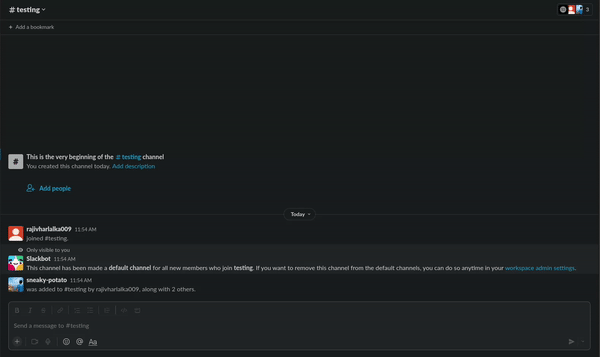 # testing
3
+ Add a bookmark
This is the very beginning of the # testing channel
You created this channel today. Add description
Add people
Today
rajivharlalka009 11:54 AM
joined #testing.
Only visible to you
Slackbot 11:54 AM
This channel has been made a default channel for all new members who join testing. If you want to remove this channel from the default channels, you can do so anytime in your workspace admin settings.
sneaky-potato 11:54 AM
was added to #testing by rajivharlalka009, along with 2 others.
B I S
Send a message to #testing
+ @ Aa